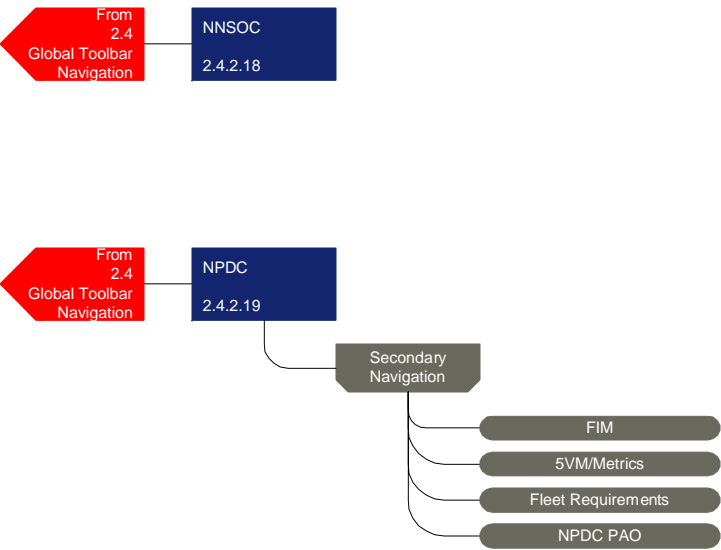 From
2.4
Global Toolbar
Navigation
NNSOC
2.4.2.18
From
2.4
Global Toolbar
Navigation
NPDC
2.4.2.19
Secondary
Navigation
FIM
5VM/Metrics
Fleet Requirements
NPDC PAO